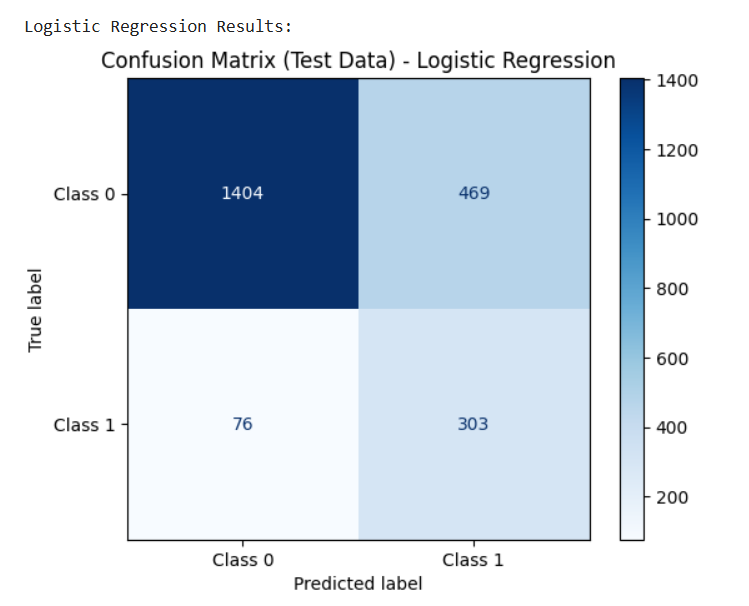 Logistic Regression Results:
Confusion Matrix (Test Data) - Logistic Regression
1400
1200
1000
800
600
400
200
True label
Class 0
1404
469
Class 1
76
303
Class 0
Class 1
Predicted label